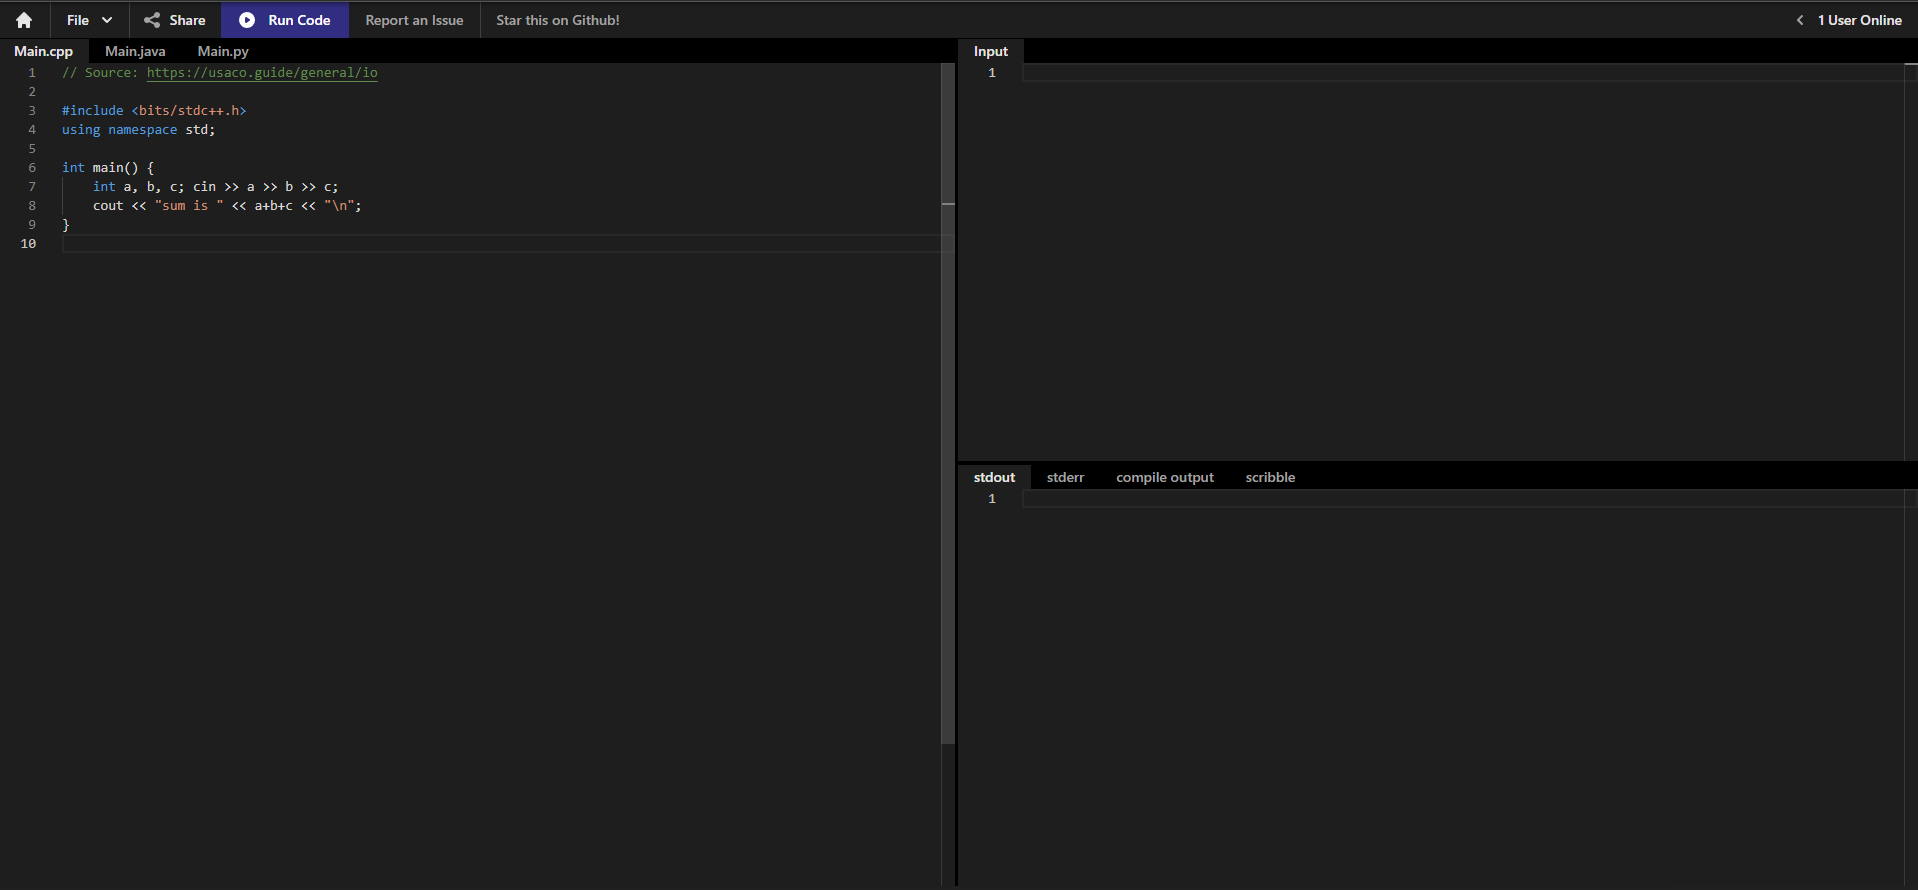 File Share Run Code Report an Issue Star this on Github! 1 User Online
Main.cpp Main.java Main.py
1 // Source: https://usaco.guide/general/io
2
3 #include <bits/stdc++.h>
4 using namespace std;
5
6 int main() {
7 int a, b, c; cin >> a >> b >> c;
8 cout << "sum is " << a+b+c << "\n";
9 }
10
Input
1
stdout stderr compile output scribble
1